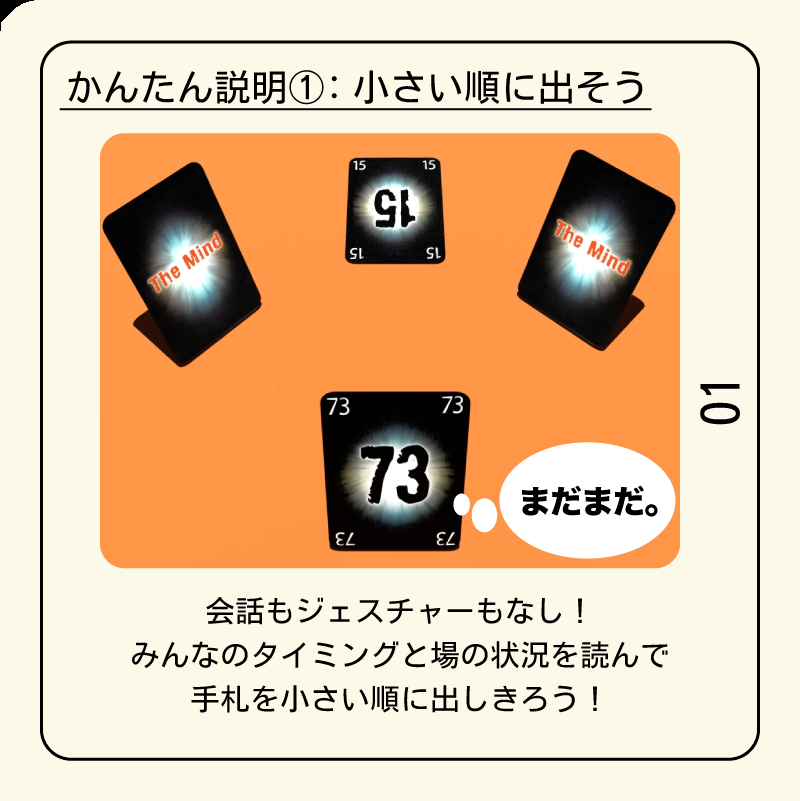 かんたん説明①：小さい順に出そう
15 15
15
15 15
The Mind
The Mind
73 73
73
73 73
まだまだ。
01
会話もジェスチャーもなし！
みんなのタイミングと場の状況を読んで
手札を小さい順に出しきろう！